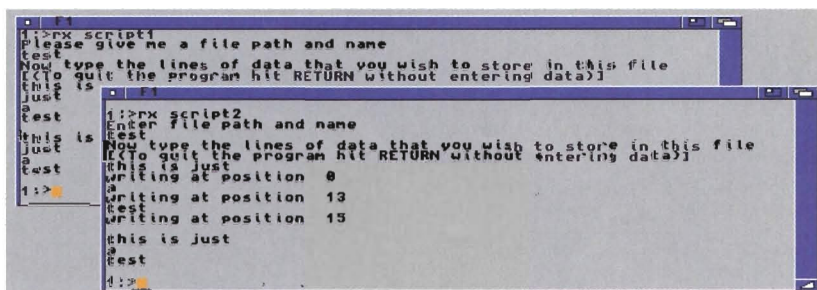 F1
1:>rx script1
Please give me a file path and name
test
Now type the lines of data that you wish to store in this file
[(To quit the program hit RETURN without entering data)]
this is
just
a
test
this is
just
a
test
1:>
F1
1:>rx script2
Enter file path and name
test
Now type the lines of data that you wish to store in this file
[(To quit the program hit RETURN without entering data)]
this is just
writing at position 0
a
writing at position 13
test
writing at position 15
this is just
a
test
1:>